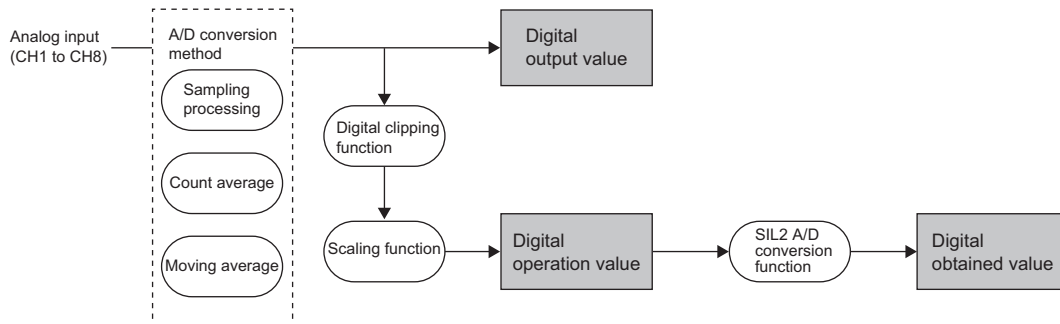 Analog input
(CH1 to CH8)
A/D conversion
method
Sampling
processing
Count average
Moving average
Digital
output value
Digital clipping
function
Scaling function
Digital
operation value
SIL2 A/D
conversion
function
Digital
obtained value